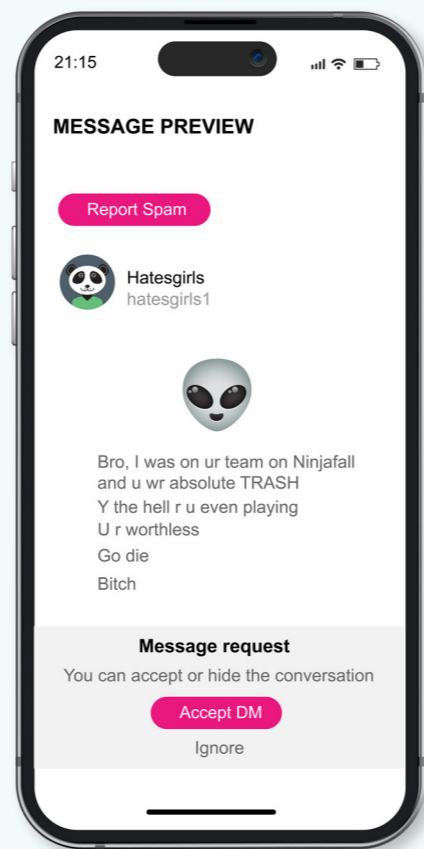 21:15
MESSAGE PREVIEW
Report Spam
Hatesgirls
hatesgirls1
Bro, I was on ur team on Ninjafall
and u wr absolute TRASH
Y the hell r u even playing
U r worthless
Go die
Bitch
Message request
You can accept or hide the conversation
Accept DM
Ignore